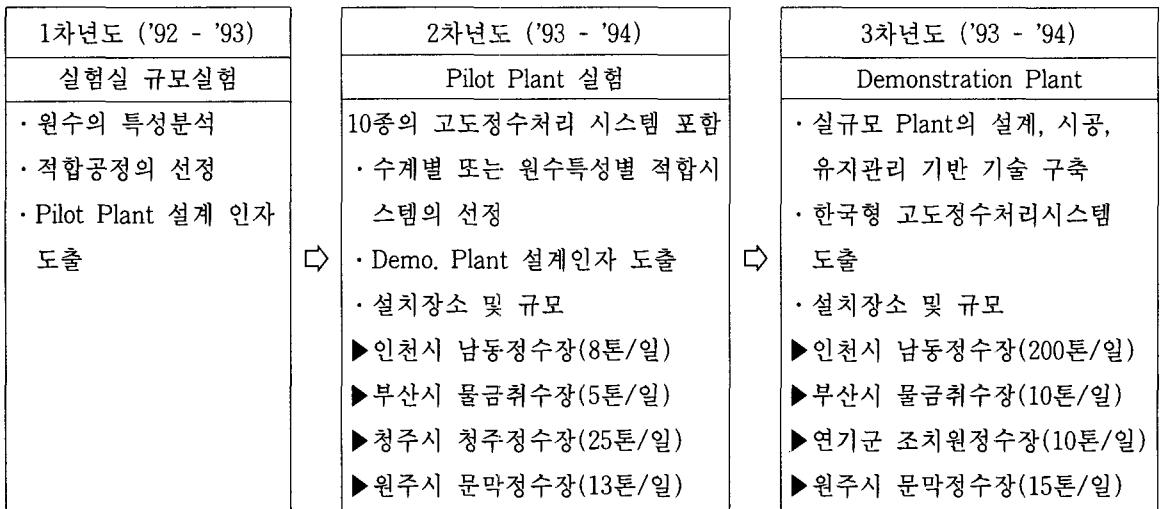 1차년도 ('92 - '93)
실험실 규모실험
· 원수의 특성분석
· 적합공정의 선정
· Pilot Plant 설계 인자
도출
⇨
2차년도 ('93 - '94)
Pilot Plant 실험
10종의 고도정수처리 시스템 포함
· 수계별 또는 원수특성별 적합시
스템의 선정
· Demo. Plant 설계인자 도출
· 설치장소 및 규모
▶인천시 남동정수장(8톤/일)
▶부산시 물금취수장(5톤/일)
▶청주시 청주정수장(25톤/일)
▶원주시 문막정수장(13톤/일)
⇨
3차년도 ('93 - '94)
Demonstration Plant
· 실규모 Plant의 설계, 시공,
유지관리 기반 기술 구축
· 한국형 고도정수처리시스템
도출
· 설치장소 및 규모
▶인천시 남동정수장(200톤/일)
▶부산시 물금취수장(10톤/일)
▶연기군 조치원정수장(10톤/일)
▶원주시 문막정수장(15톤/일)